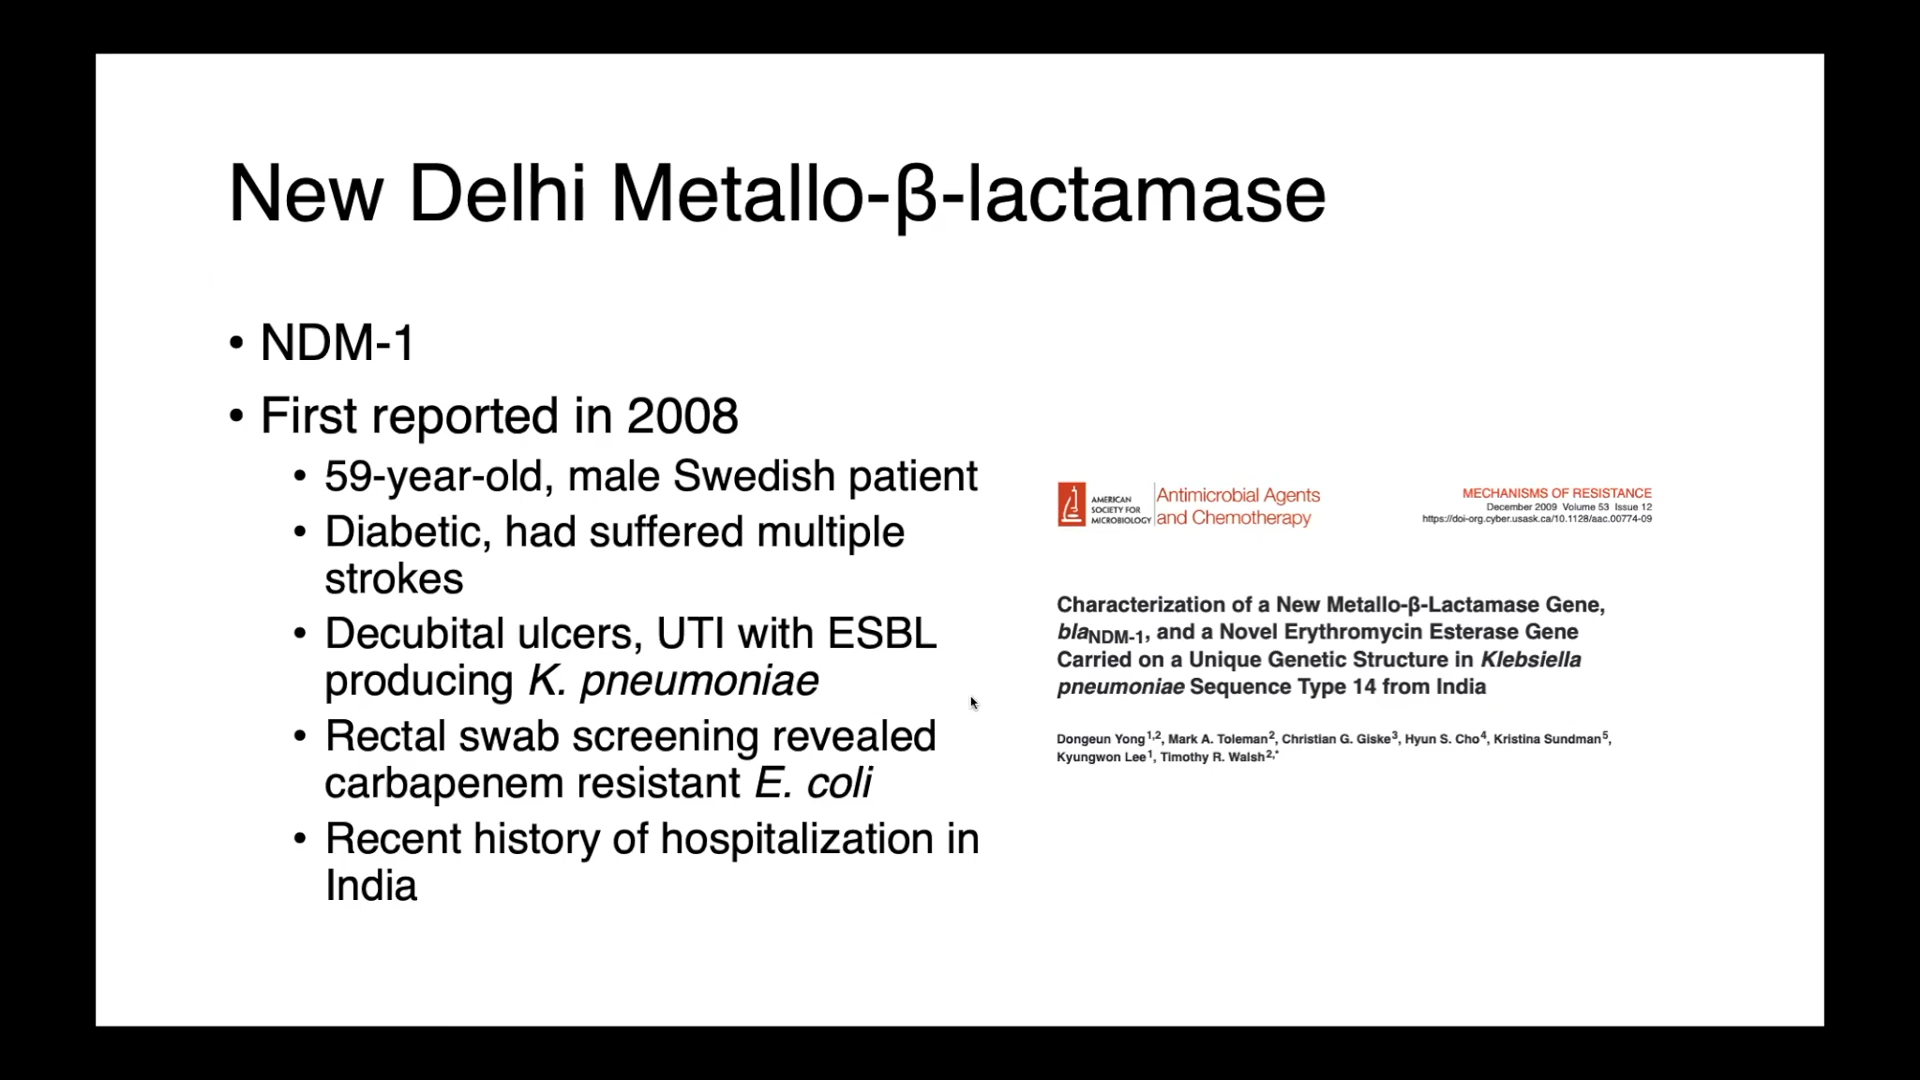 New Delhi Metallo-β-lactamase
• NDM-1
• First reported in 2008
• 59-year-old, male Swedish patient
• Diabetic, had suffered multiple
strokes
• Decubital ulcers, UTI with ESBL
producing K. pneumoniae
• Rectal swab screening revealed
carbapenem resistant E. coli
• Recent history of hospitalization in
India
AMERICAN
SOCIETY FOR
MICROBIOLOGY
Antimicrobial Agents
and Chemotherapy
MECHANISMS OF RESISTANCE
December 2009 Volume 53 Issue 12
https://doi-org.cyber.usask.ca/10.1128/aac.00774-09
Characterization of a New Metallo-β-Lactamase Gene,
blaNDM-1, and a Novel Erythromycin Esterase Gene
Carried on a Unique Genetic Structure in Klebsiella
pneumoniae Sequence Type 14 from India
Dongeun Yong1,2, Mark A. Toleman2, Christian G. Giske3, Hyun S. Cho4, Kristina Sundman5,
Kyungwon Lee1, Timothy R. Walsh2,*